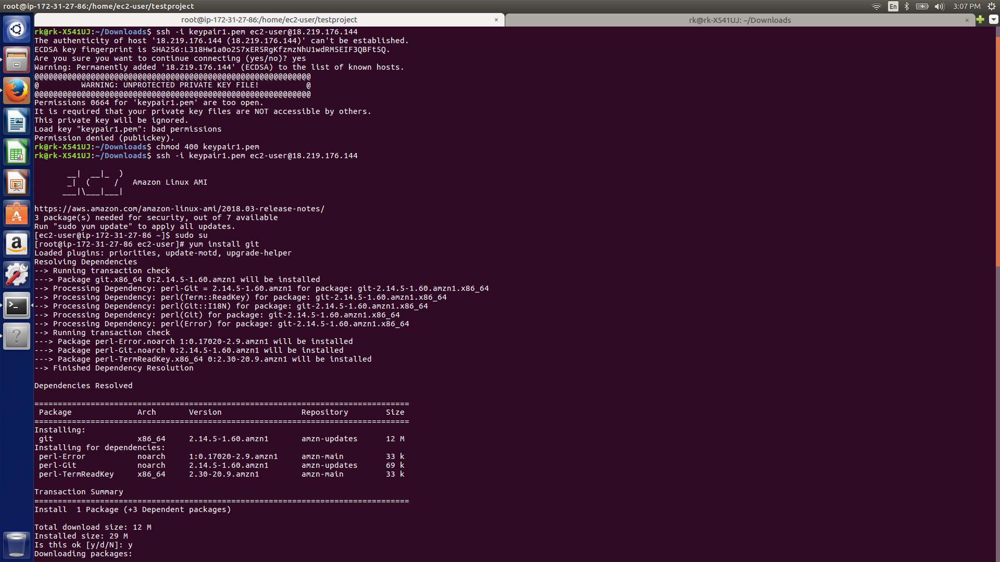 root@ip-172-31-27-86:/home/ec2-user/testproject
En
3:07 PM
root@ip-172-31-27-86:/home/ec2-user/testproject ×
rk@rk-X541UJ: ~/Downloads ×
rk@rk-X541UJ:~/Downloads$ ssh -i keypair1.pem ec2-user@18.219.176.144
The authenticity of host '18.219.176.144 (18.219.176.144)' can't be established.
ECDSA key fingerprint is SHA256:L318Hw1a0o2S7xER5RgKfzmzNhU1wdRM5EIF3QBFt5Q.
Are you sure you want to continue connecting (yes/no)? yes
Warning: Permanently added '18.219.176.144' (ECDSA) to the list of known hosts.
@@@@@@@@@@@@@@@@@@@@@@@@@@@@@@@@@@@@@@@@@@@@@@@@@@@@@@@@@@@
@         WARNING: UNPROTECTED PRIVATE KEY FILE!          @
@@@@@@@@@@@@@@@@@@@@@@@@@@@@@@@@@@@@@@@@@@@@@@@@@@@@@@@@@@@
Permissions 0664 for 'keypair1.pem' are too open.
It is required that your private key files are NOT accessible by others.
This private key will be ignored.
Load key "keypair1.pem": bad permissions
Permission denied (publickey).
rk@rk-X541UJ:~/Downloads$ chmod 400 keypair1.pem
rk@rk-X541UJ:~/Downloads$ ssh -i keypair1.pem ec2-user@18.219.176.144
       __|  __|_  )
       _|  (     /   Amazon Linux AMI
      ___|\___|___|
https://aws.amazon.com/amazon-linux-ami/2018.03-release-notes/
3 package(s) needed for security, out of 7 available
Run "sudo yum update" to apply all updates.
[ec2-user@ip-172-31-27-86 ~]$ sudo su
[root@ip-172-31-27-86 ec2-user]# yum install git
Loaded plugins: priorities, update-motd, upgrade-helper
Resolving Dependencies
--> Running transaction check
---> Package git.x86_64 0:2.14.5-1.60.amzn1 will be installed
--> Processing Dependency: perl-Git = 2.14.5-1.60.amzn1 for package: git-2.14.5-1.60.amzn1.x86_64
--> Processing Dependency: perl(Term::ReadKey) for package: git-2.14.5-1.60.amzn1.x86_64
--> Processing Dependency: perl(Git::I18N) for package: git-2.14.5-1.60.amzn1.x86_64
--> Processing Dependency: perl(Git) for package: git-2.14.5-1.60.amzn1.x86_64
--> Processing Dependency: perl(Error) for package: git-2.14.5-1.60.amzn1.x86_64
--> Running transaction check
---> Package perl-Error.noarch 1:0.17020-2.9.amzn1 will be installed
---> Package perl-Git.noarch 0:2.14.5-1.60.amzn1 will be installed
---> Package perl-TermReadKey.x86_64 0:2.30-20.9.amzn1 will be installed
--> Finished Dependency Resolution
Dependencies Resolved
================================================================================
 Package              Arch       Version                 Repository        Size
================================================================================
Installing:
 git                  x86_64     2.14.5-1.60.amzn1       amzn-updates      12 M
Installing for dependencies:
 perl-Error           noarch     1:0.17020-2.9.amzn1     amzn-main         33 k
 perl-Git             noarch     2.14.5-1.60.amzn1       amzn-updates      69 k
 perl-TermReadKey     x86_64     2.30-20.9.amzn1         amzn-main         33 k
Transaction Summary
================================================================================
Install  1 Package (+3 Dependent packages)
Total download size: 12 M
Installed size: 29 M
Is this ok [y/d/N]: y
Downloading packages: